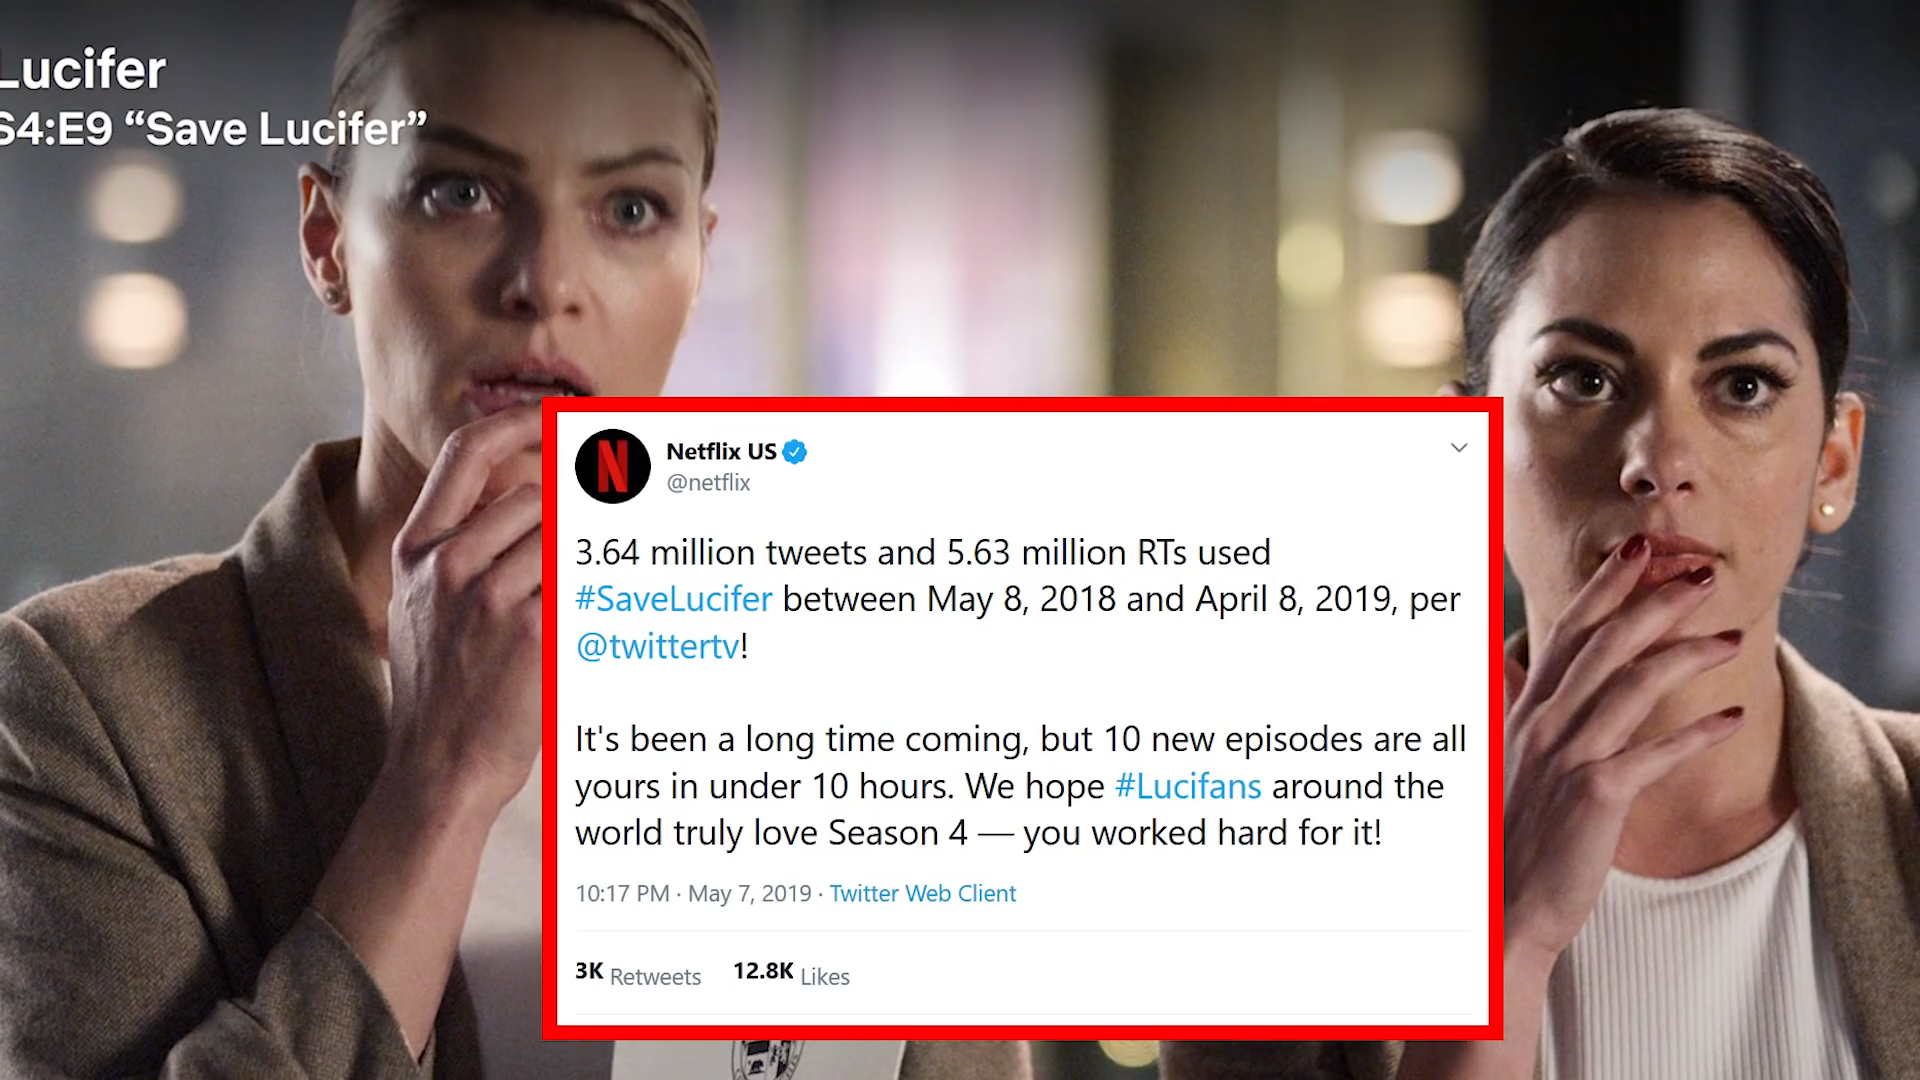 Lucifer
S4:E9 “Save Lucifer”
Netflix US
@netflix
3.64 million tweets and 5.63 million RTs used
#SaveLucifer between May 8, 2018 and April 8, 2019, per
@twittertv!
It's been a long time coming, but 10 new episodes are all
yours in under 10 hours. We hope #Lucifans around the
world truly love Season 4 — you worked hard for it!
10:17 PM · May 7, 2019 · Twitter Web Client
3K Retweets 12.8K Likes